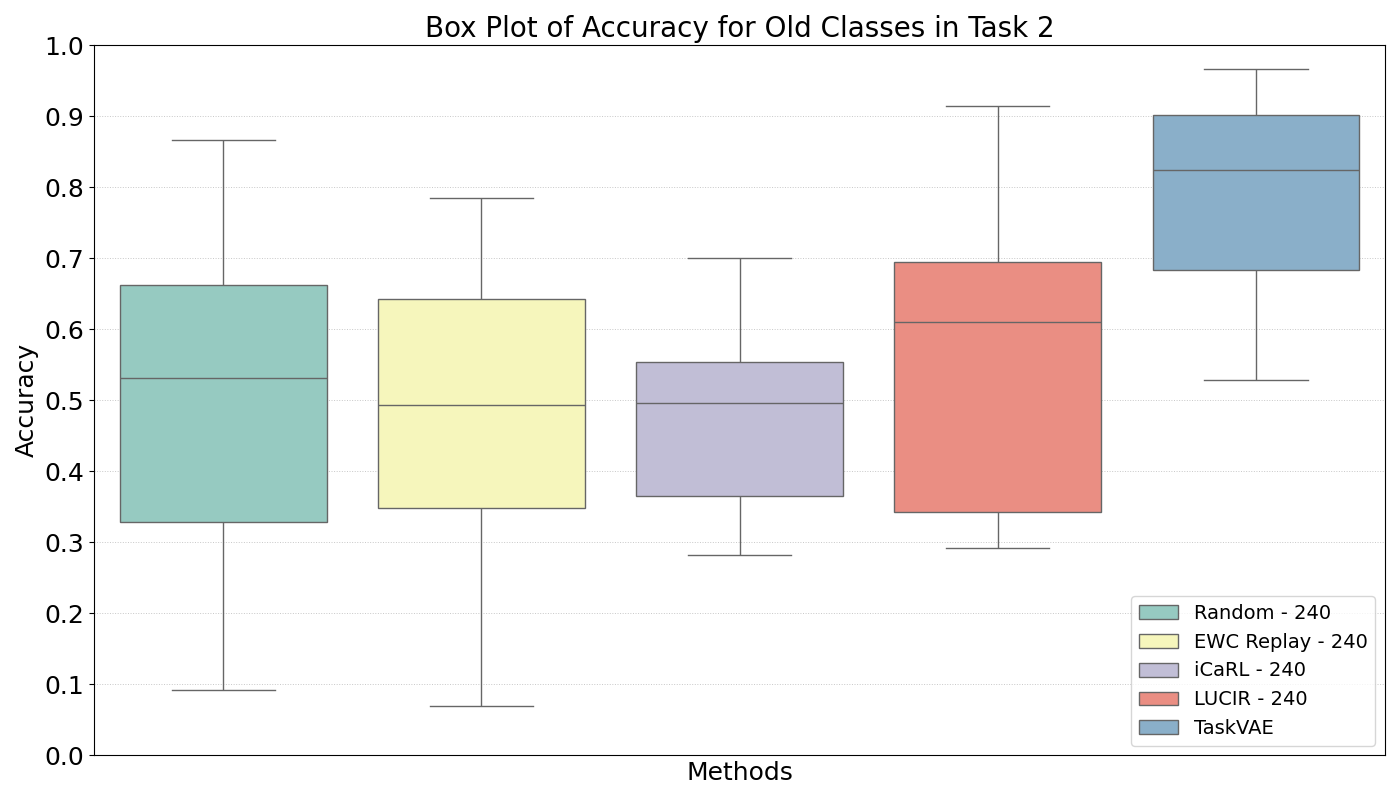 Box Plot of Accuracy for Old Classes in Task 2
1.0
0.9
0.8
0.7
0.6
0.5
0.4
0.3
0.2
0.1
0.0
Accuracy
Methods
Random - 240
EWC Replay - 240
iCaRL - 240
LUCIR - 240
TaskVAE